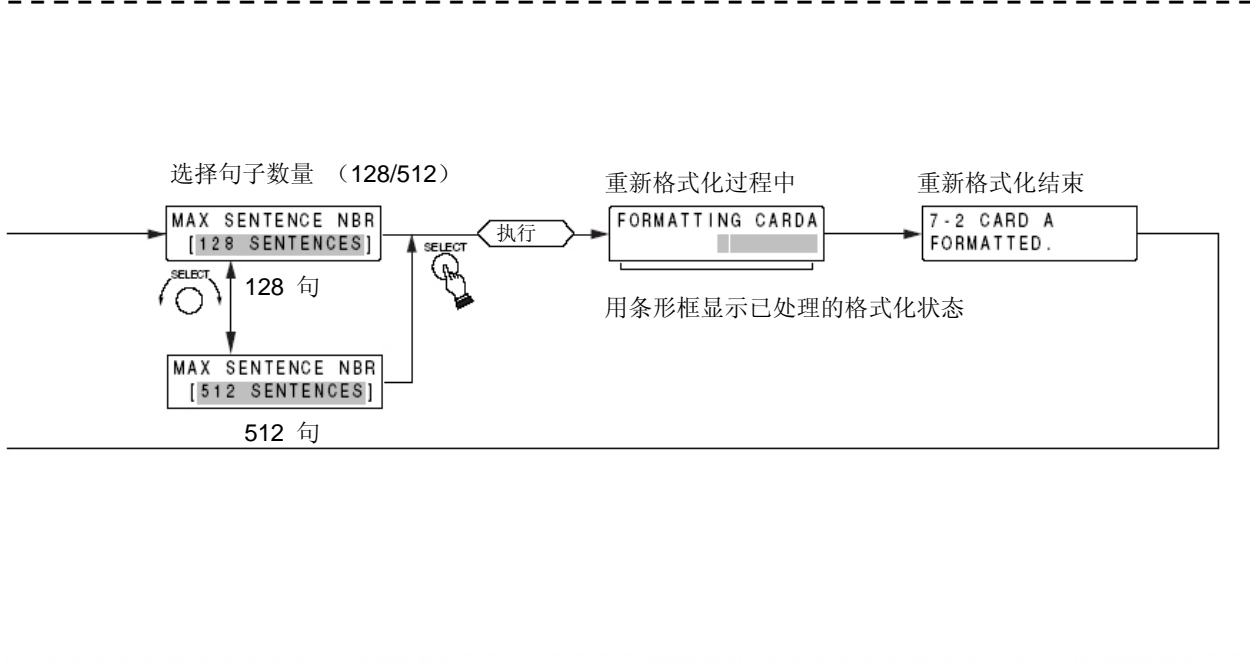 选择句子数量 （128/512）
MAX SENTENCE NBR
[128 SENTENCES]
SELECT
128 句
MAX SENTENCE NBR
[512 SENTENCES]
512 句
SELECT
执行
重新格式化过程中
FORMATTING CARDA
用条形框显示已处理的格式化状态
重新格式化结束
7-2 CARD A
FORMATTED.